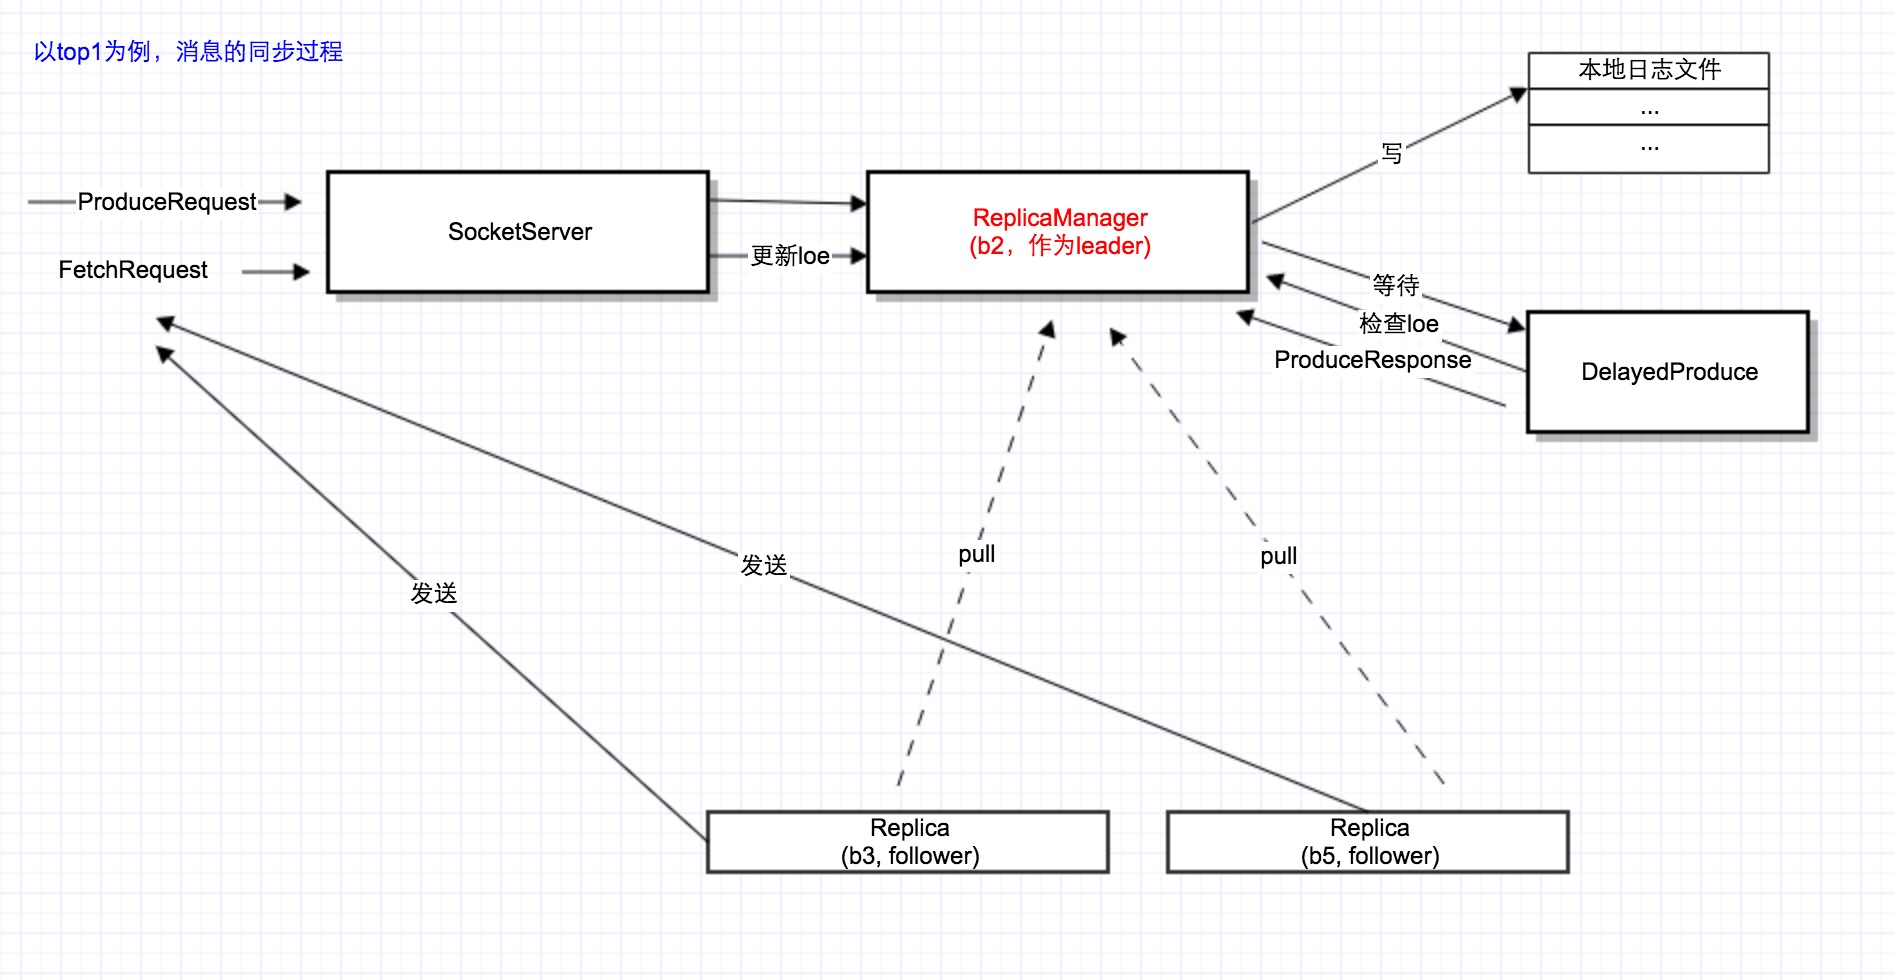 以top1为例，消息的同步过程
本地日志文件
...
...
写
ProduceRequest
SocketServer
ReplicaManager
(b2，作为leader)
更新loe
FetchRequest
等待
检查loe
ProduceResponse
DelayedProduce
pull
pull
发送
发送
Replica
(b3, follower)
Replica
(b5, follower)